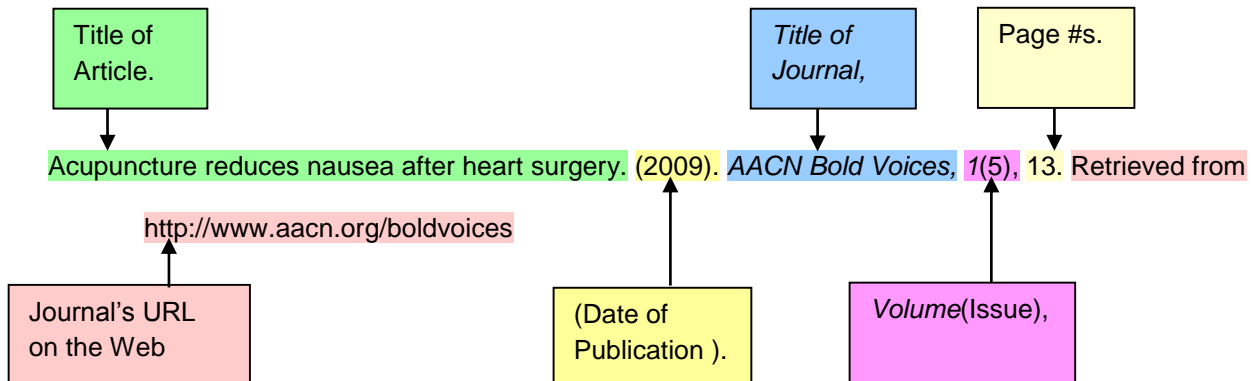 Title of
Article.
Title of
Journal,
Page #s.
Acupuncture reduces nausea after heart surgery. (2009). AACN Bold Voices, 1(5), 13. Retrieved from
http://www.aacn.org/boldvoices
Journal’s URL
on the Web
(Date of
Publication ).
Volume(Issue),